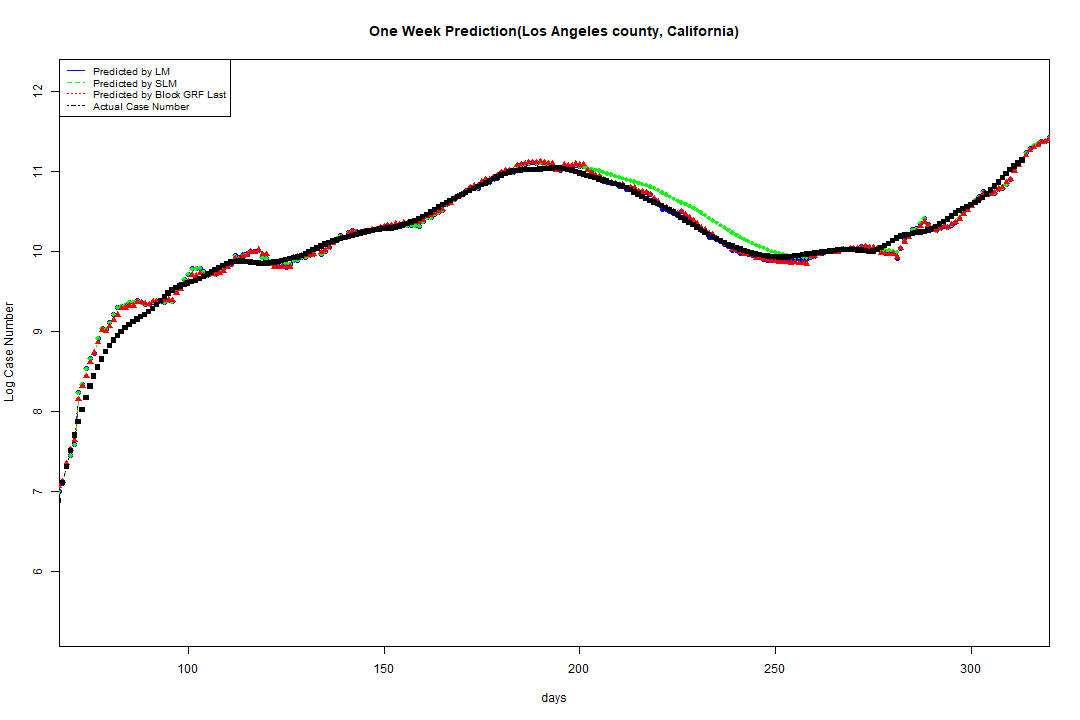 One Week Prediction(Los Angeles county, California)
Predicted by LM
Predicted by SLM
Predicted by Block GRF Last
Actual Case Number
12
11
10
9
8
7
6
Log Case Number
100 150 200 250 300
days